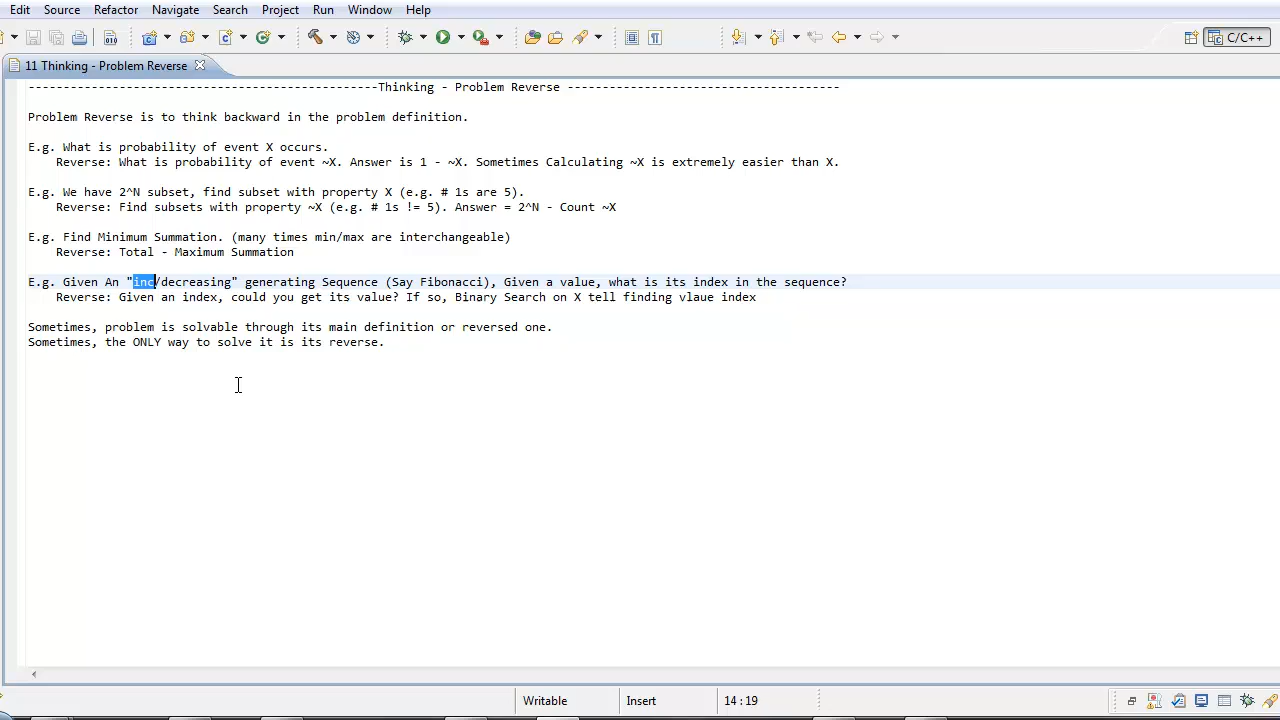 Edit Source Refactor Navigate Search Project Run Window Help
C/C++
11 Thinking - Problem Reverse
--------------------------------------------------Thinking - Problem Reverse ---------------------------------------
Problem Reverse is to think backward in the problem definition.
E.g. What is probability of event X occurs.
Reverse: What is probability of event ~X. Answer is 1 - ~X. Sometimes Calculating ~X is extremely easier than X.
E.g. We have 2^N subset, find subset with property X (e.g. # 1s are 5).
Reverse: Find subsets with property ~X (e.g. # 1s != 5). Answer = 2^N - Count ~X
E.g. Find Minimum Summation. (many times min/max are interchangeable)
Reverse: Total - Maximum Summation
E.g. Given An "inc/decreasing" generating Sequence (Say Fibonacci), Given a value, what is its index in the sequence?
Reverse: Given an index, could you get its value? If so, Binary Search on X tell finding vlaue index
Sometimes, problem is solvable through its main definition or reversed one.
Sometimes, the ONLY way to solve it is its reverse.
Writable Insert 14:19